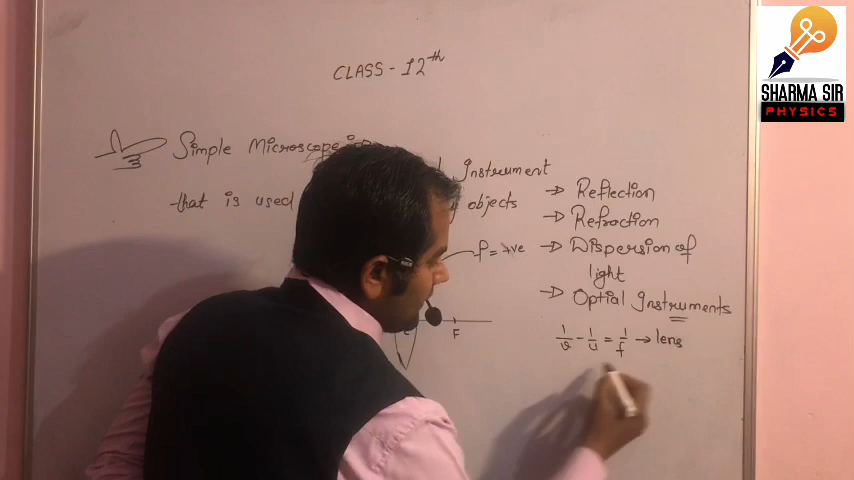 CLASS - 12th
Simple Microscope
Instrument
that is used
objects
→ Reflection
→ Refraction
→ Dispersion of
light
→ Optial Instruments
f = +ve
F
1/v - 1/u = 1/f → lens
SHARMA SIR
PHYSICS